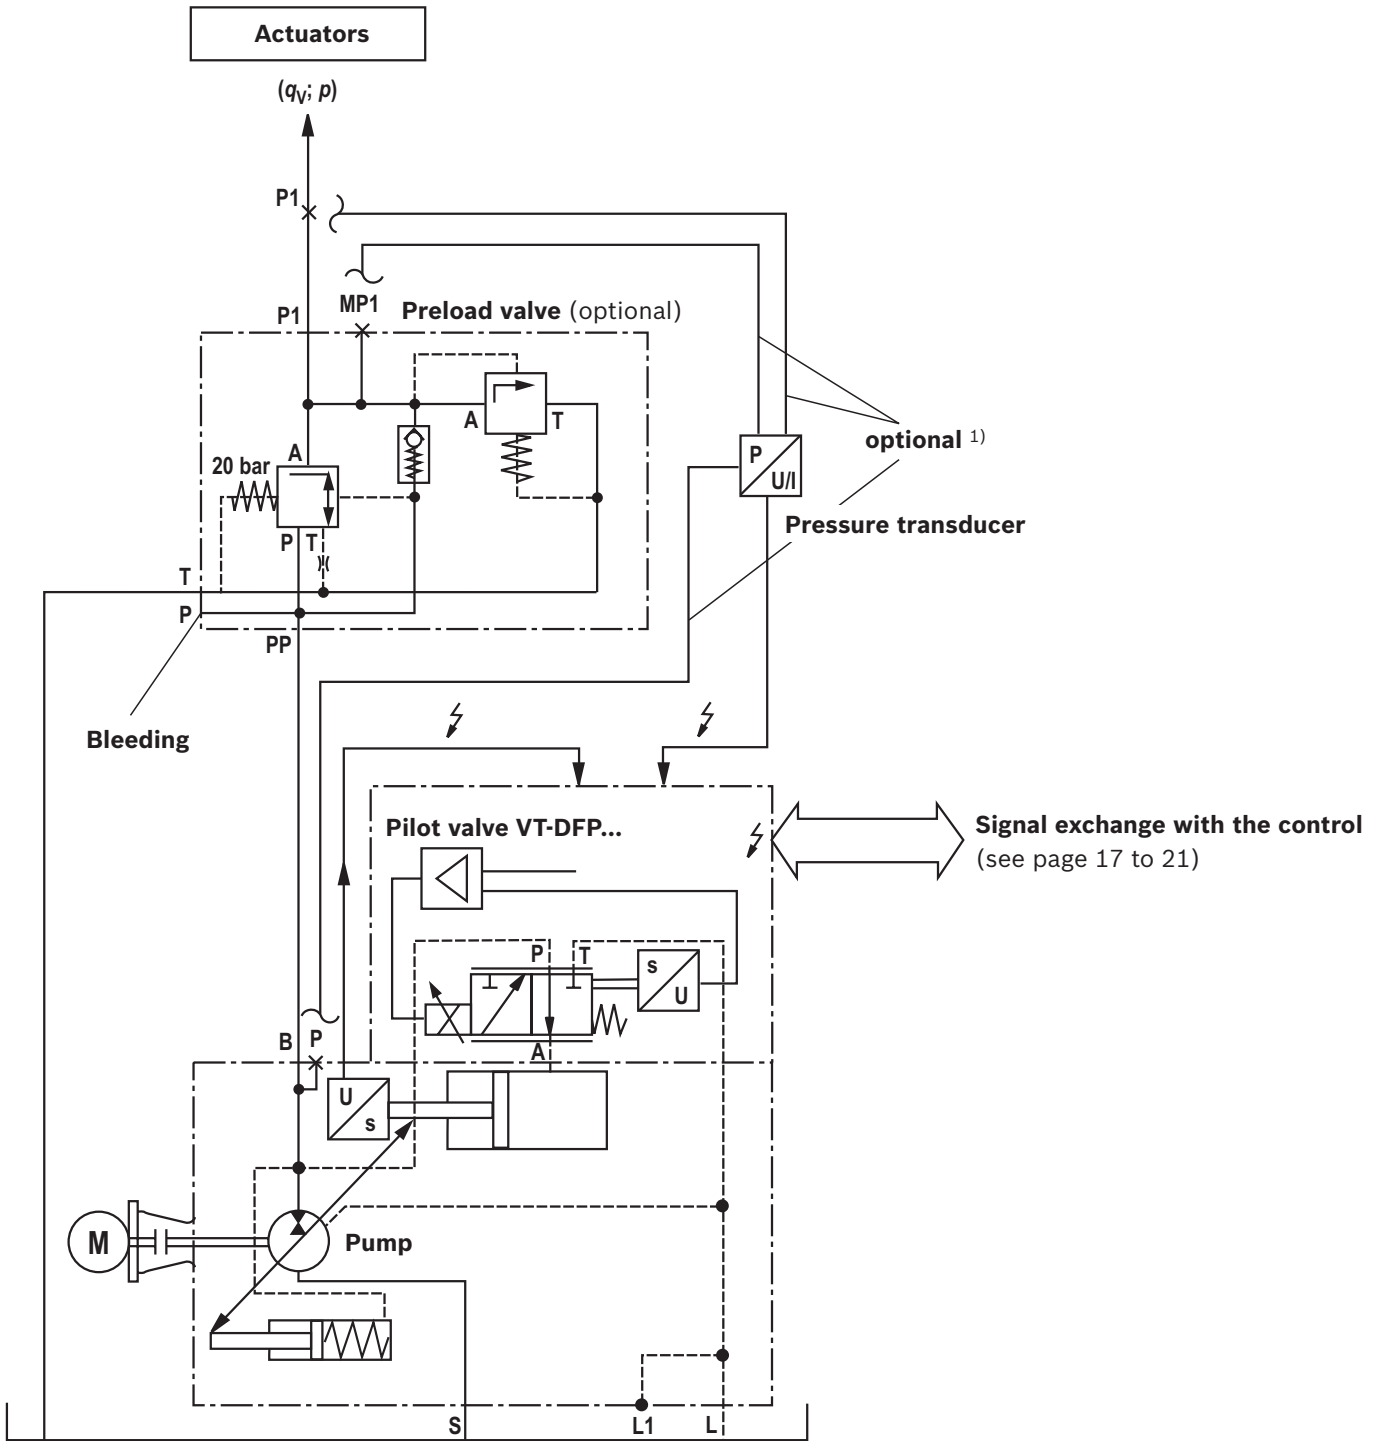 Actuators
(qV; p)
P1
MP1
P1
Preload valve (optional)
A
T
A
20 bar
P T
T
P
PP
P
U/I
optional 1)
Pressure transducer
Bleeding
Pilot valve VT-DFP...
Signal exchange with the control
(see page 17 to 21)
P
T
s
U
A
B P
U
s
M
Pump
S
L1
L